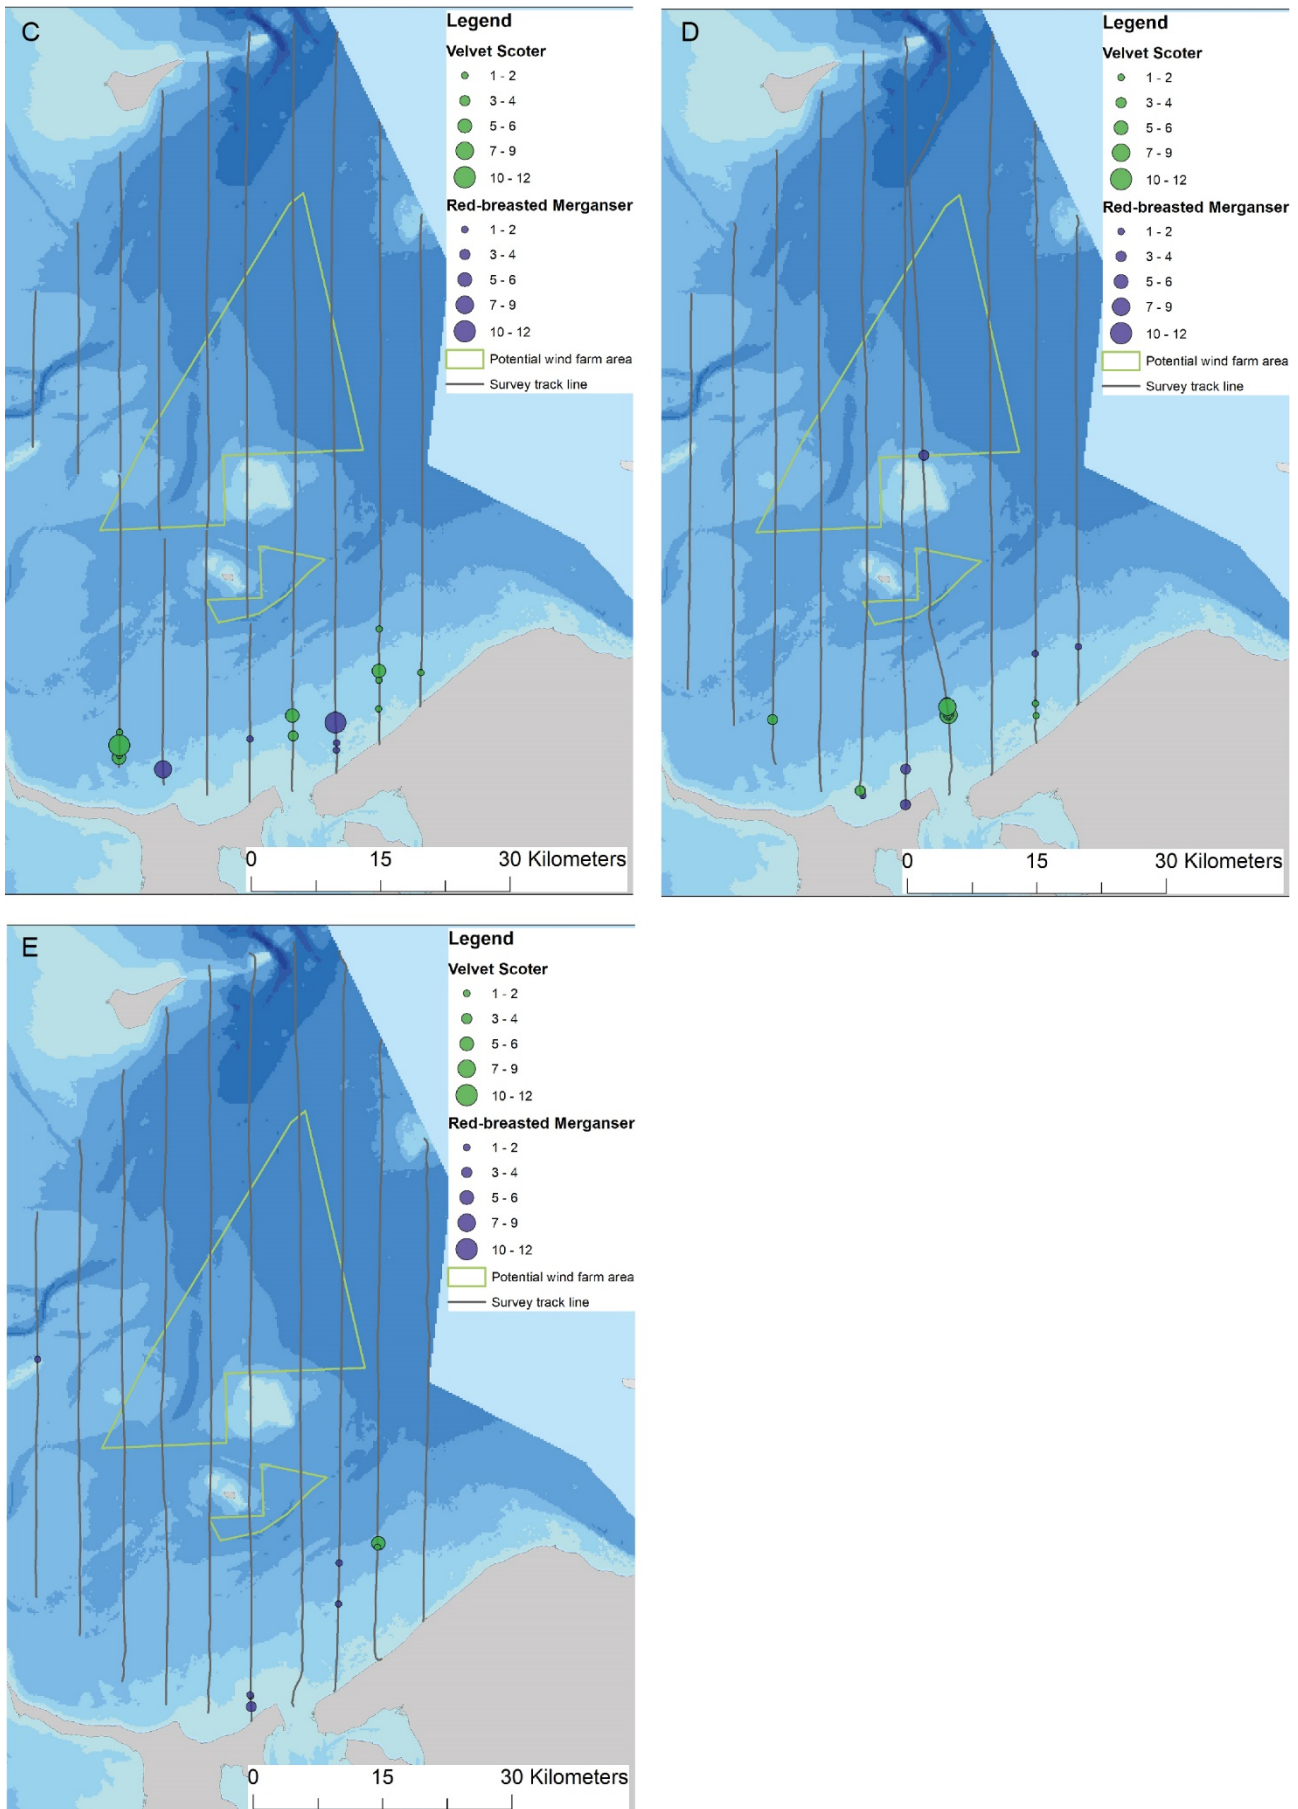 C
Legend
Velvet Scoter
1 - 2
3 - 4
5 - 6
7 - 9
10 - 12
Red-breasted Merganser
1 - 2
3 - 4
5 - 6
7 - 9
10 - 12
Potential wind farm area
Survey track line
0 15 30 Kilometers
D
Legend
Velvet Scoter
1 - 2
3 - 4
5 - 6
7 - 9
10 - 12
Red-breasted Merganser
1 - 2
3 - 4
5 - 6
7 - 9
10 - 12
Potential wind farm area
Survey track line
0 15 30 Kilometers
E
Legend
Velvet Scoter
1 - 2
3 - 4
5 - 6
7 - 9
10 - 12
Red-breasted Merganser
1 - 2
3 - 4
5 - 6
7 - 9
10 - 12
Potential wind farm area
Survey track line
0 15 30 Kilometers